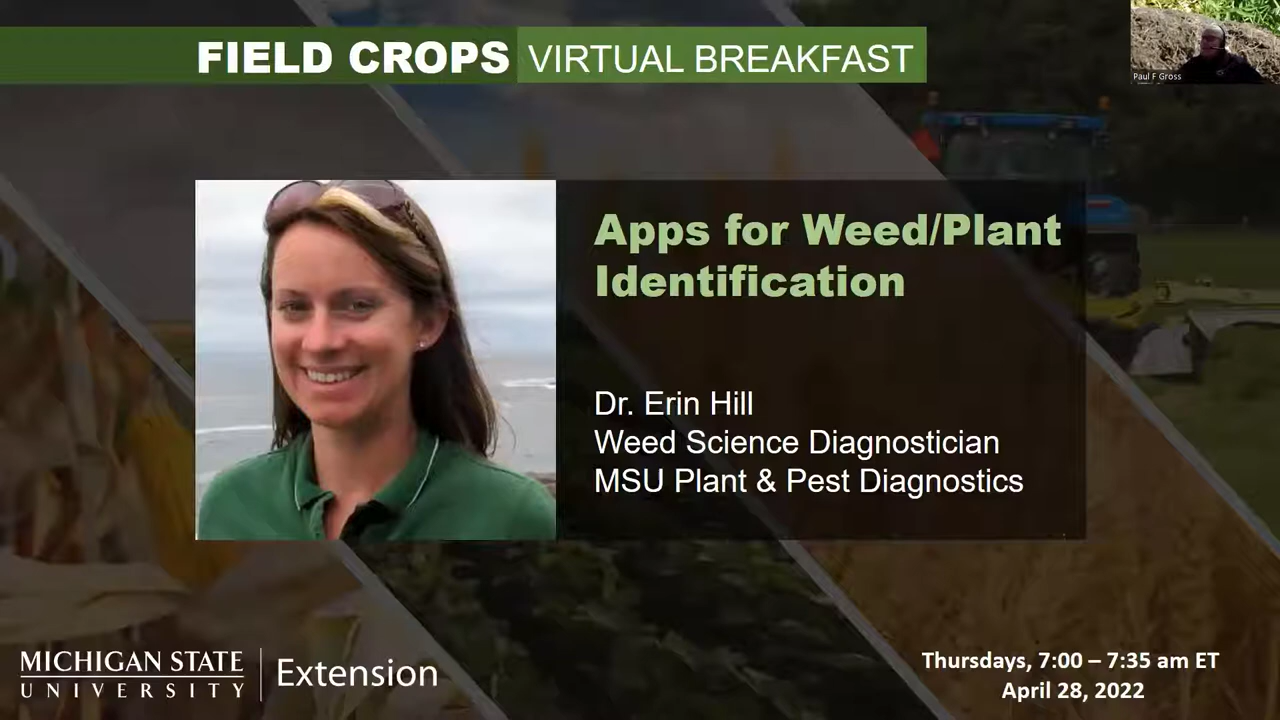 FIELD CROPS VIRTUAL BREAKFAST
Paul F Gross
Apps for Weed/Plant
Identification
Dr. Erin Hill
Weed Science Diagnostician
MSU Plant & Pest Diagnostics
MICHIGAN STATE
UNIVERSITY
Extension
Thursdays, 7:00 – 7:35 am ET
April 28, 2022